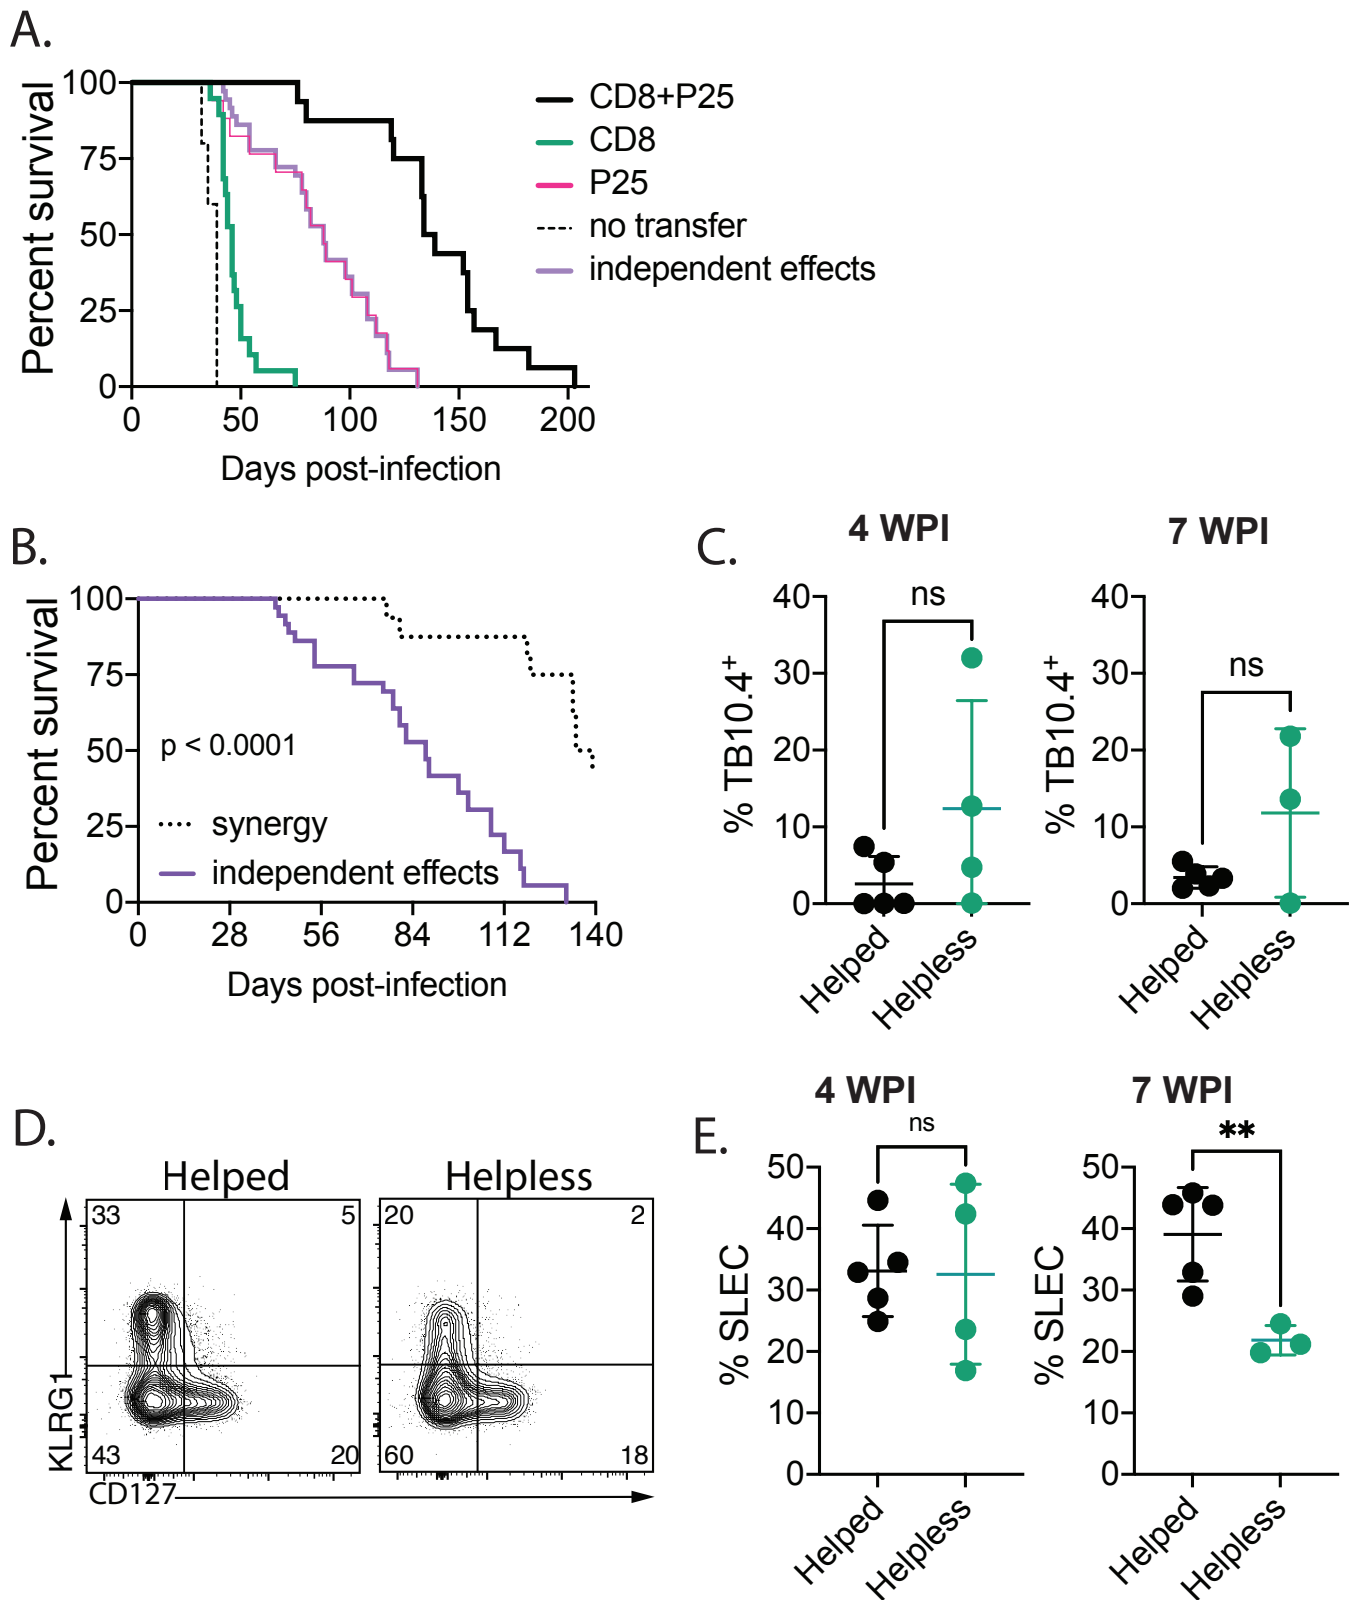 A.
Percent survival
100
75
50
25
0
0 50 100 150 200
Days post-infection
CD8+P25
CD8
P25
no transfer
independent effects
B.
Percent survival
100
75
50
25
0
p < 0.0001
synergy
independent effects
0 28 56 84 112 140
Days post-infection
C.
4 WPI
% TB10.4+
40
30
20
10
0
ns
Helped
Helpless
7 WPI
% TB10.4+
40
30
20
10
0
ns
Helped
Helpless
D.
Helped
33 5
43 20
Helpless
20 2
60 18
KLRG1
CD127
E.
4 WPI
% SLEC
50
40
30
20
10
0
ns
Helped
Helpless
7 WPI
% SLEC
50
40
30
20
10
0
**
Helped
Helpless